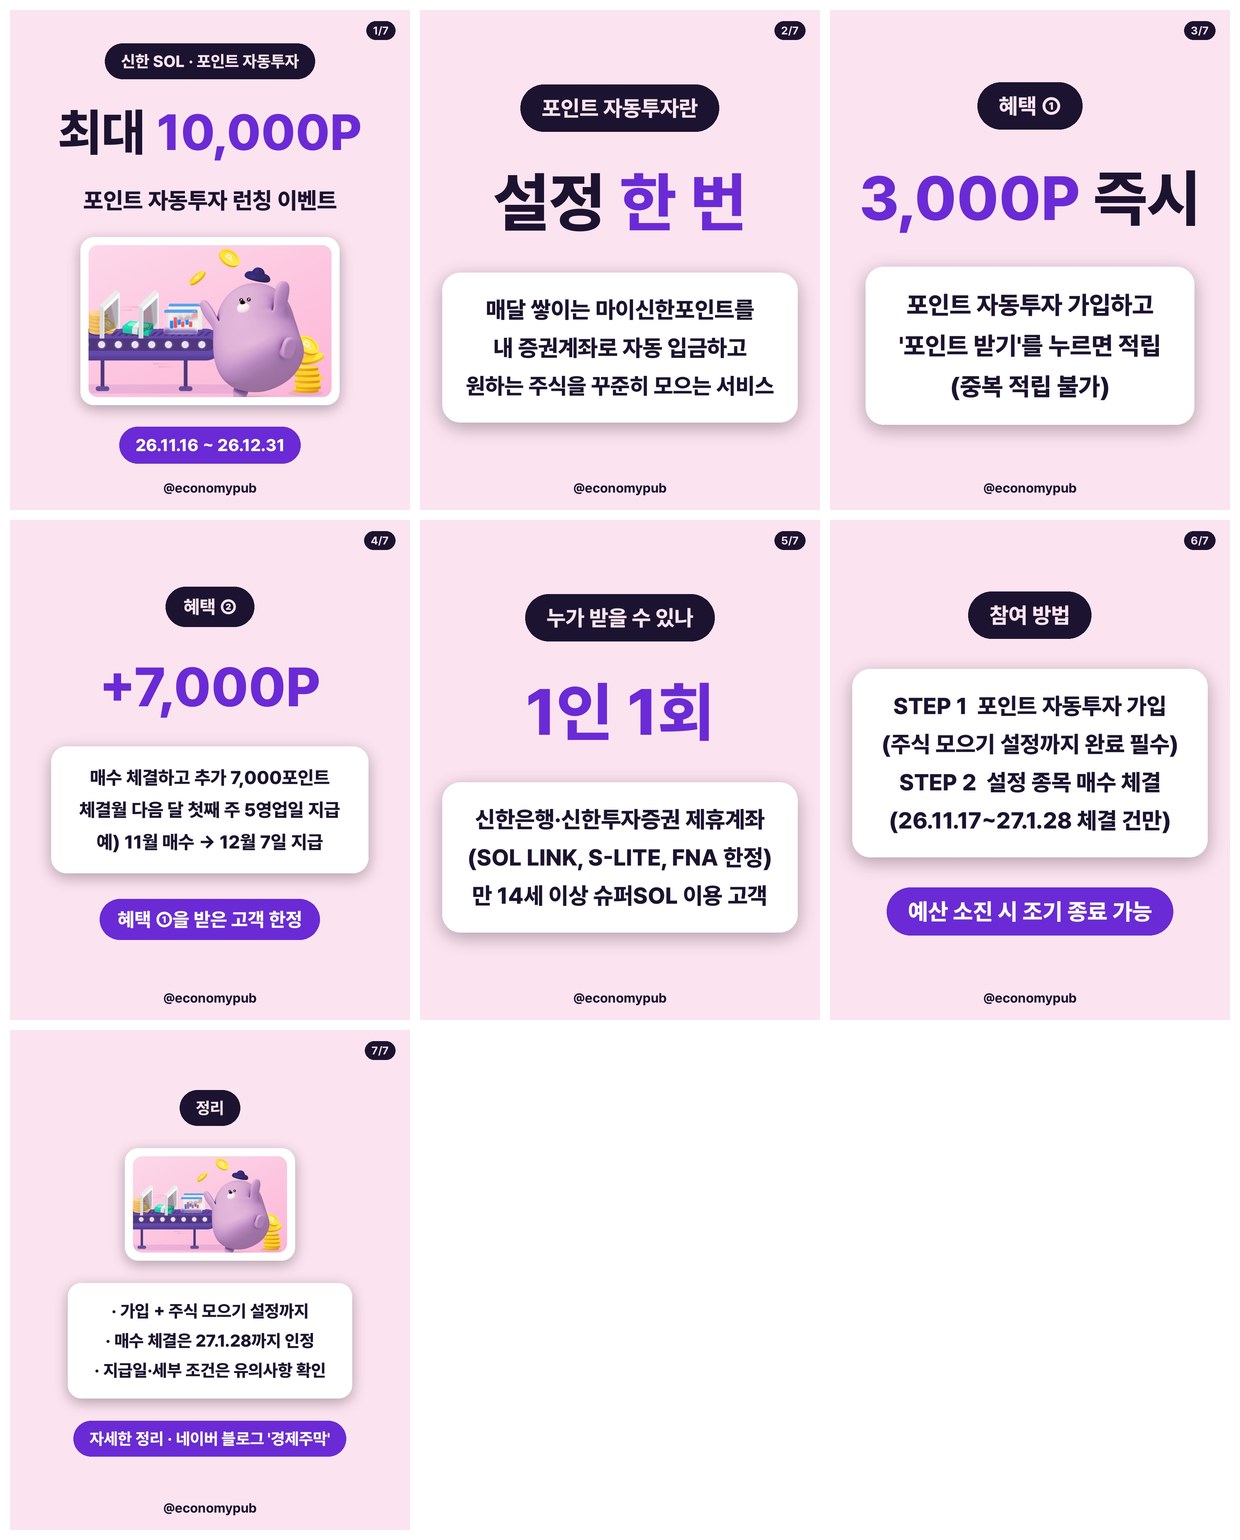 1/7
신한 SOL · 포인트 자동투자
최대 10,000P
포인트 자동투자 런칭 이벤트
26.11.16 ~ 26.12.31
@economypub
2/7
포인트 자동투자란
설정 한 번
매달 쌓이는 마이신한포인트를
내 증권계좌로 자동 입금하고
원하는 주식을 꾸준히 모으는 서비스
@economypub
3/7
혜택 ①
3,000P 즉시
포인트 자동투자 가입하고
'포인트 받기'를 누르면 적립
(중복 적립 불가)
@economypub
4/7
혜택 ②
+7,000P
매수 체결하고 추가 7,000포인트
체결월 다음 달 첫째 주 5영업일 지급
예) 11월 매수 → 12월 7일 지급
혜택 ①을 받은 고객 한정
@economypub
5/7
누가 받을 수 있나
1인 1회
신한은행·신한투자증권 제휴계좌
(SOL LINK, S-LITE, FNA 한정)
만 14세 이상 슈퍼SOL 이용 고객
@economypub
6/7
참여 방법
STEP 1 포인트 자동투자 가입
(주식 모으기 설정까지 완료 필수)
STEP 2 설정 종목 매수 체결
(26.11.17~27.1.28 체결 건만)
예산 소진 시 조기 종료 가능
@economypub
7/7
정리
· 가입 + 주식 모으기 설정까지
· 매수 체결은 27.1.28까지 인정
· 지급일·세부 조건은 유의사항 확인
자세한 정리 · 네이버 블로그 '경제주막'
@economypub